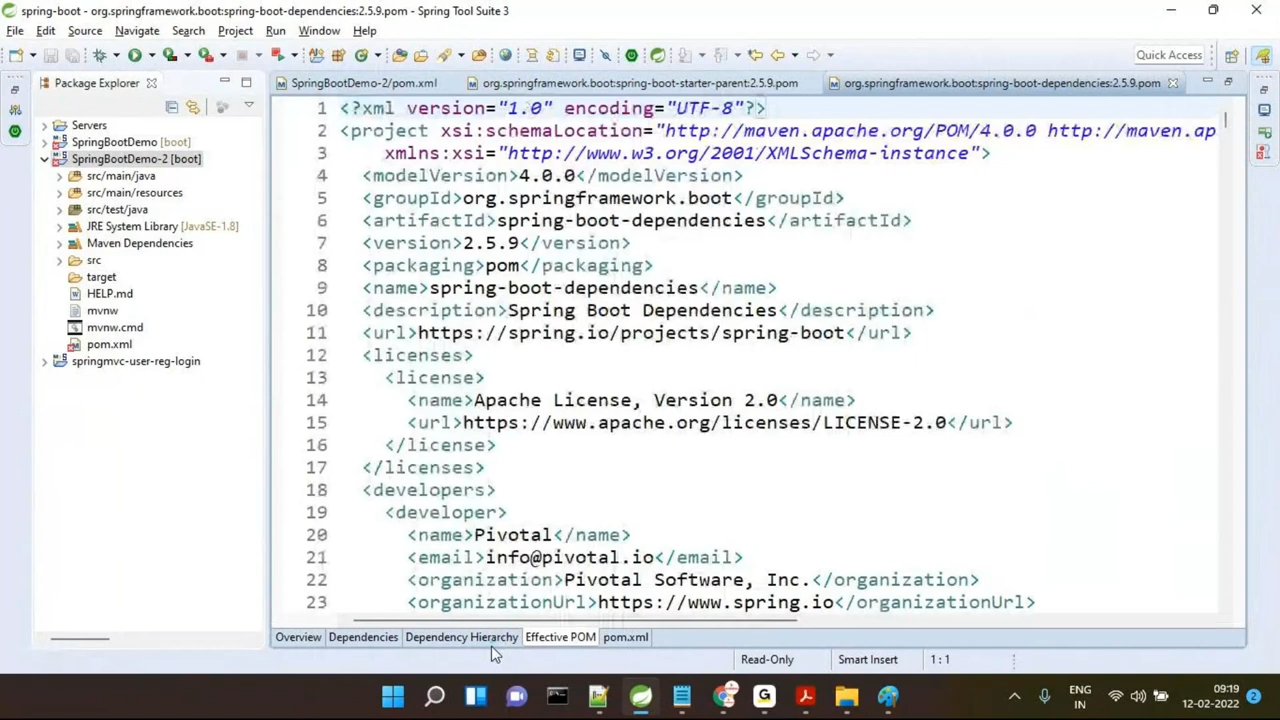 spring-boot - org.springframework.boot:spring-boot-dependencies:2.5.9.pom - Spring Tool Suite 3
File Edit Source Navigate Search Project Run Window Help
Quick Access
Package Explorer
SpringBootDemo-2/pom.xml
org.springframework.boot:spring-boot-starter-parent:2.5.9.pom
org.springframework.boot:spring-boot-dependencies:2.5.9.pom
Servers
SpringBootDemo [boot]
SpringBootDemo-2 [boot]
src/main/java
src/main/resources
src/test/java
JRE System Library [JavaSE-1.8]
Maven Dependencies
src
target
HELP.md
mvnw
mvnw.cmd
pom.xml
springmvc-user-reg-login
1 <?xml version="1.0" encoding="UTF-8"?>
2 <project xsi:schemaLocation="http://maven.apache.org/POM/4.0.0 http://maven.ap
3 xmlns:xsi="http://www.w3.org/2001/XMLSchema-instance">
4 <modelVersion>4.0.0</modelVersion>
5 <groupId>org.springframework.boot</groupId>
6 <artifactId>spring-boot-dependencies</artifactId>
7 <version>2.5.9</version>
8 <packaging>pom</packaging>
9 <name>spring-boot-dependencies</name>
10 <description>Spring Boot Dependencies</description>
11 <url>https://spring.io/projects/spring-boot</url>
12 <licenses>
13 <license>
14 <name>Apache License, Version 2.0</name>
15 <url>https://www.apache.org/licenses/LICENSE-2.0</url>
16 </license>
17 </licenses>
18 <developers>
19 <developer>
20 <name>Pivotal</name>
21 <email>info@pivotal.io</email>
22 <organization>Pivotal Software, Inc.</organization>
23 <organizationUrl>https://www.spring.io</organizationUrl>
Overview Dependencies Dependency Hierarchy Effective POM pom.xml
Read-Only Smart Insert 1 : 1
ENG
IN
09:19
12-02-2022
2